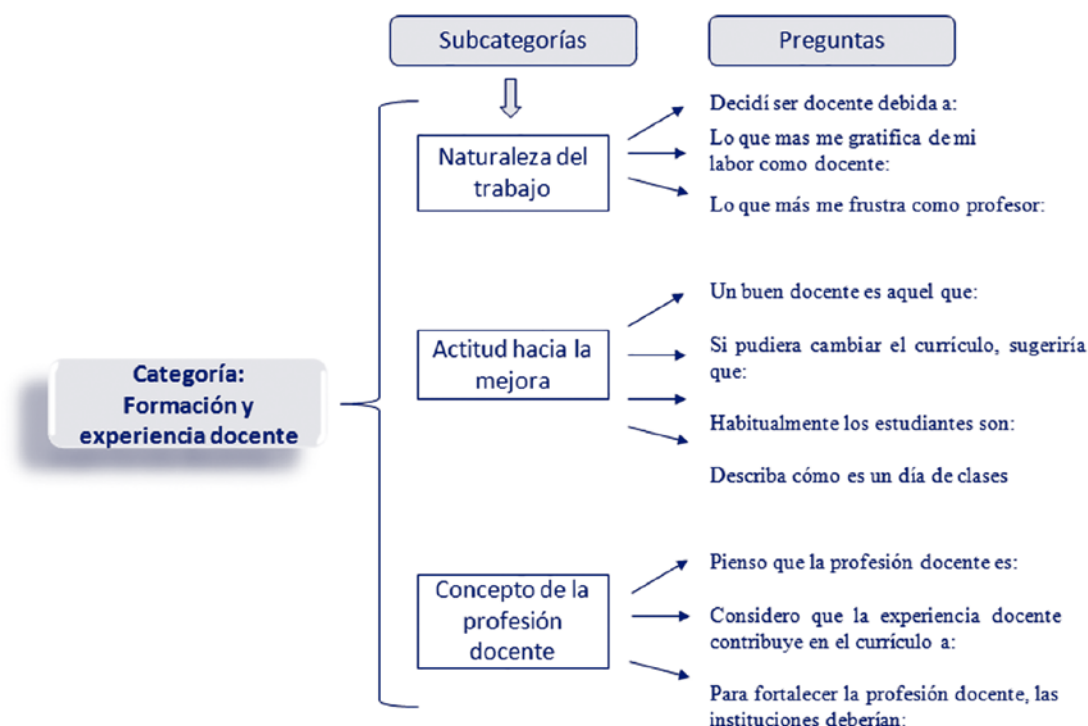 Subcategorías
Preguntas
Categoría:
Formación y
experiencia docente
Naturaleza del
trabajo
Decidí ser docente debida a:
Lo que mas me gratifica de mi
labor como docente:
Lo que más me frustra como profesor:
Actitud hacia la
mejora
Un buen docente es aquel que:
Si pudiera cambiar el currículo, sugeriría
que:
Habitualmente los estudiantes son:
Describa cómo es un día de clases
Concepto de la
profesión
docente
Pienso que la profesión docente es:
Considero que la experiencia docente
contribuye en el currículo a:
Para fortalecer la profesión docente, las
instituciones deberían: